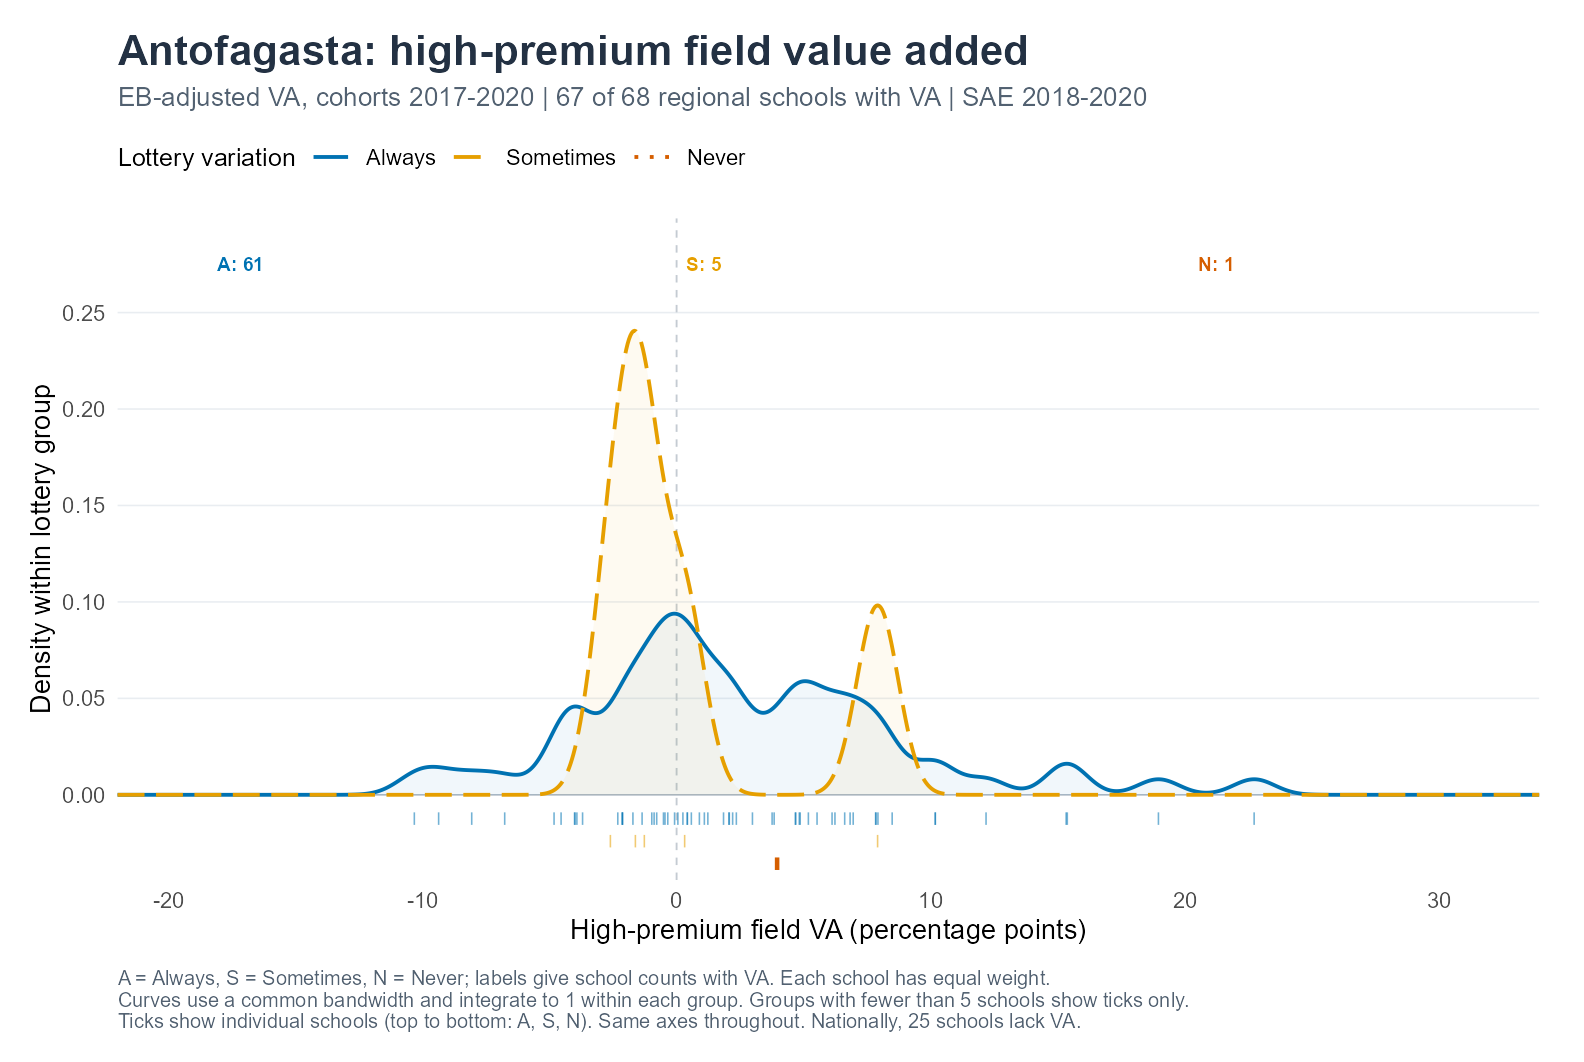 Antofagasta: high-premium field value added
EB-adjusted VA, cohorts 2017-2020 | 67 of 68 regional schools with VA | SAE 2018-2020
Lottery variation Always Sometimes Never
A: 61 S: 5 N: 1
Density within lottery group
0.25
0.20
0.15
0.10
0.05
0.00
-20 -10 0 10 20 30
High-premium field VA (percentage points)
A = Always, S = Sometimes, N = Never; labels give school counts with VA. Each school has equal weight.
Curves use a common bandwidth and integrate to 1 within each group. Groups with fewer than 5 schools show ticks only.
Ticks show individual schools (top to bottom: A, S, N). Same axes throughout. Nationally, 25 schools lack VA.